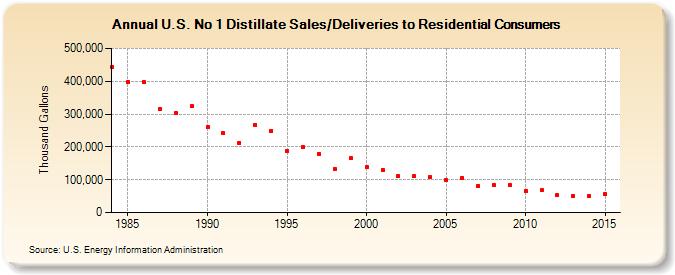 Annual U.S. No 1 Distillate Sales/Deliveries to Residential Consumers
Thousand Gallons
500,000
400,000
300,000
200,000
100,000
0
1985 1990 1995 2000 2005 2010 2015
Source: U.S. Energy Information Administration